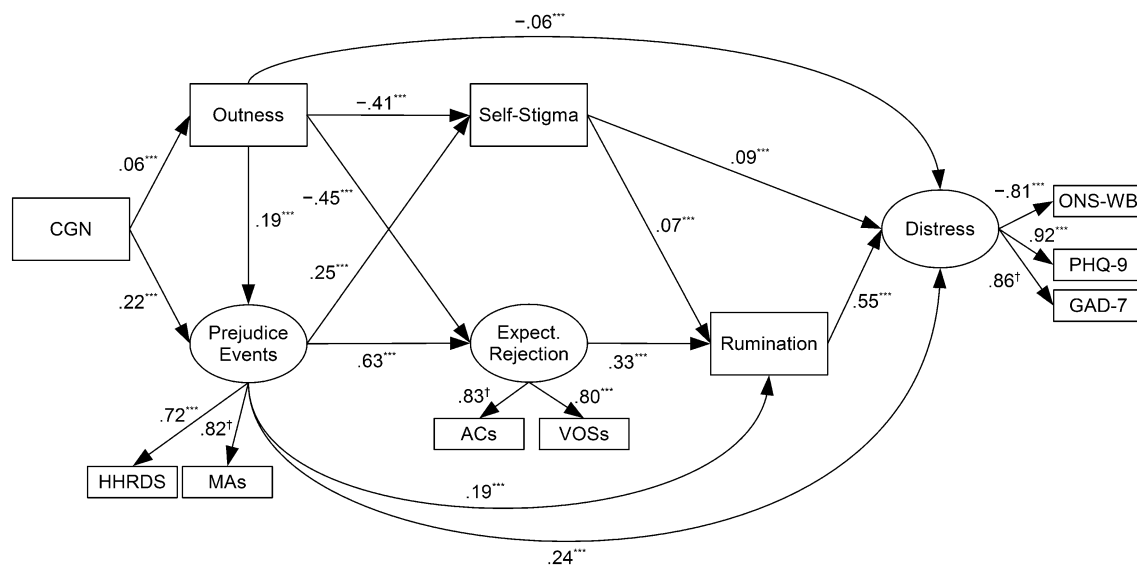 −.06***
Outness
−.41***
Self-Stigma
.06***
.09***
−.45***
−.81***
ONS-WB
.19***
CGN
Distress
.07***
.92***
PHQ-9
.25***
.86†
GAD-7
.22***
.55***
Prejudice
Events
Expect.
Rejection
Rumination
.63***
.33***
.72***
.82†
.83†
.80***
ACs
VOSs
HHRDS
MAs
.19***
.24***